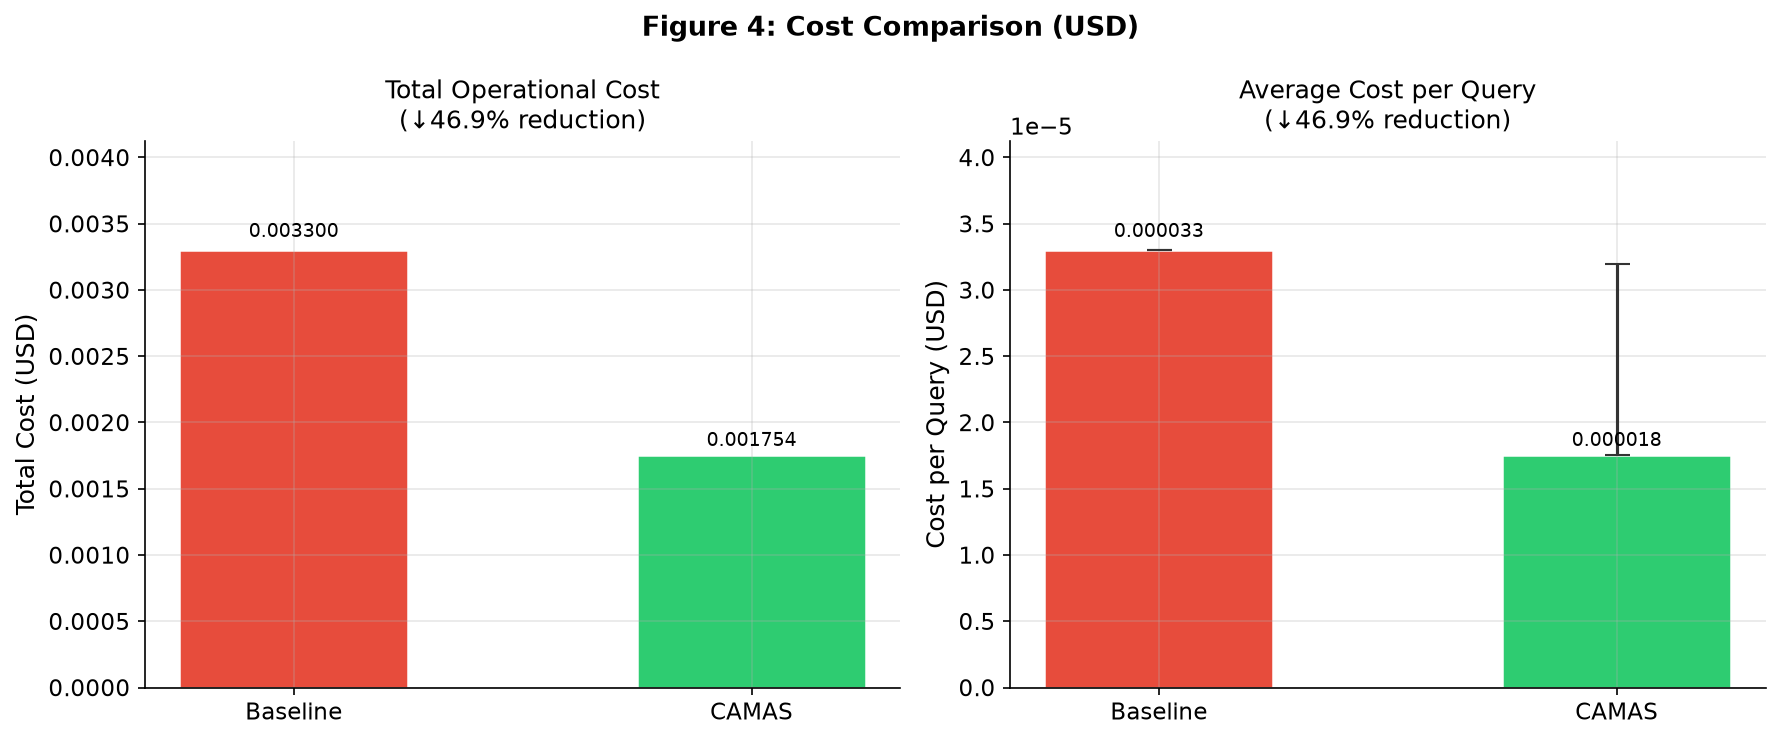 Figure 4: Cost Comparison (USD)
Total Operational Cost
(↓46.9% reduction)
Total Cost (USD)
0.0040
0.0035
0.0030
0.0025
0.0020
0.0015
0.0010
0.0005
0.0000
0.003300
0.001754
Baseline
CAMAS
Average Cost per Query
(↓46.9% reduction)
1e−5
Cost per Query (USD)
4.0
3.5
3.0
2.5
2.0
1.5
1.0
0.5
0.0
0.000033
0.000018
Baseline
CAMAS